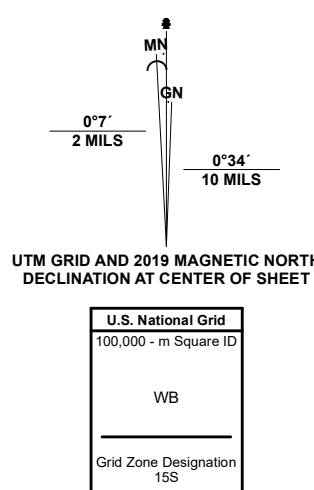 MN
GN
0°7´
2 MILS
0°34´
10 MILS
UTM GRID AND 2019 MAGNETIC NORTH
DECLINATION AT CENTER OF SHEET
U.S. National Grid
100,000 - m Square ID
WB
Grid Zone Designation
15S